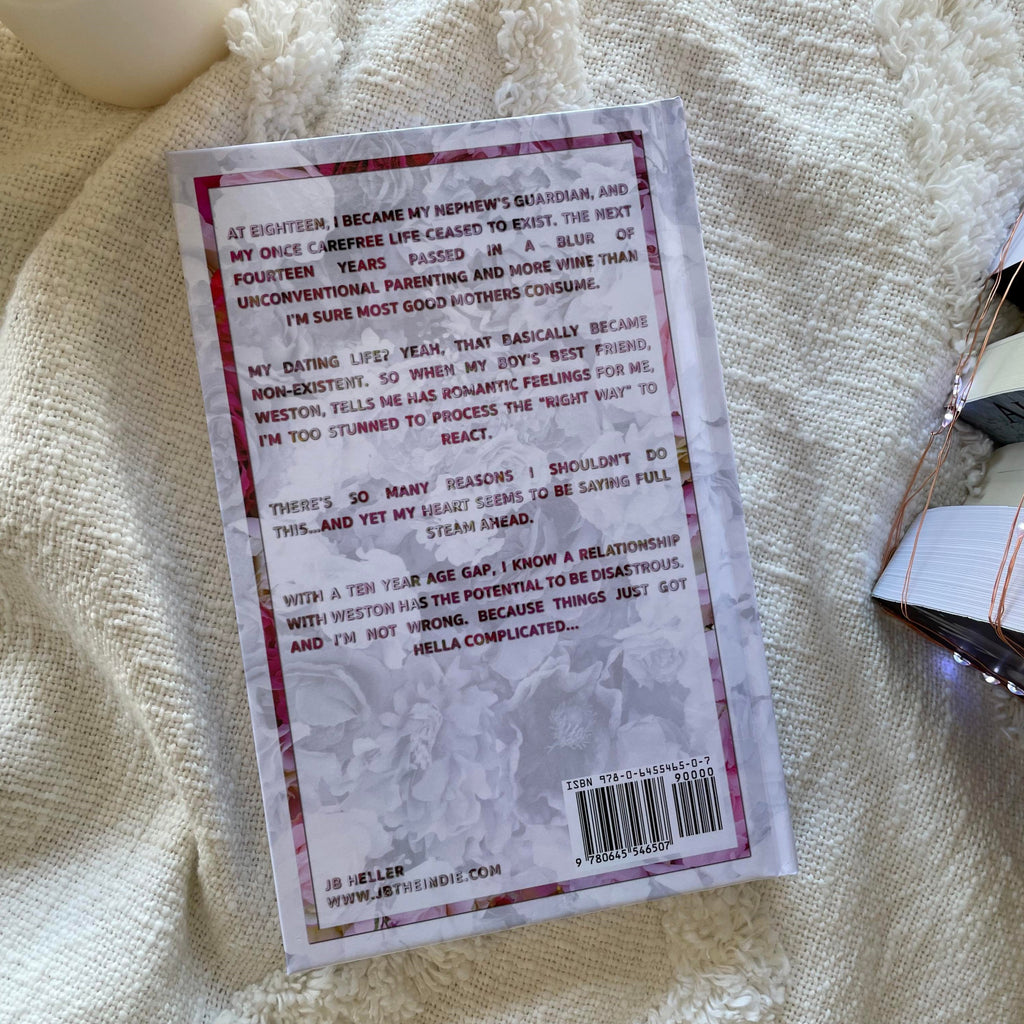 AT EIGHTEEN, I BECAME MY NEPHEW'S GUARDIAN, AND
MY ONCE CAREFREE LIFE CEASED TO EXIST. THE NEXT
FOURTEEN YEARS PASSED IN A BLUR OF
UNCONVENTIONAL PARENTING AND MORE WINE THAN
I'M SURE MOST GOOD MOTHERS CONSUME.
MY DATING LIFE? YEAH, THAT BASICALLY BECAME
NON-EXISTENT. SO WHEN MY BOY'S BEST FRIEND,
WESTON, TELLS ME HAS ROMANTIC FEELINGS FOR ME,
I'M TOO STUNNED TO PROCESS THE "RIGHT WAY" TO
REACT.
THERE'S SO MANY REASONS I SHOULDN'T DO
THIS...AND YET MY HEART SEEMS TO BE SAYING FULL
STEAM AHEAD.
WITH A TEN YEAR AGE GAP, I KNOW A RELATIONSHIP
WITH WESTON HAS THE POTENTIAL TO BE DISASTROUS.
AND I'M NOT WRONG. BECAUSE THINGS JUST GOT
HELLA COMPLICATED...
ISBN 978-0-6455465-0-7
90000
9 780645 546507
JB HELLER
WWW.JBTHEINDIE.COM